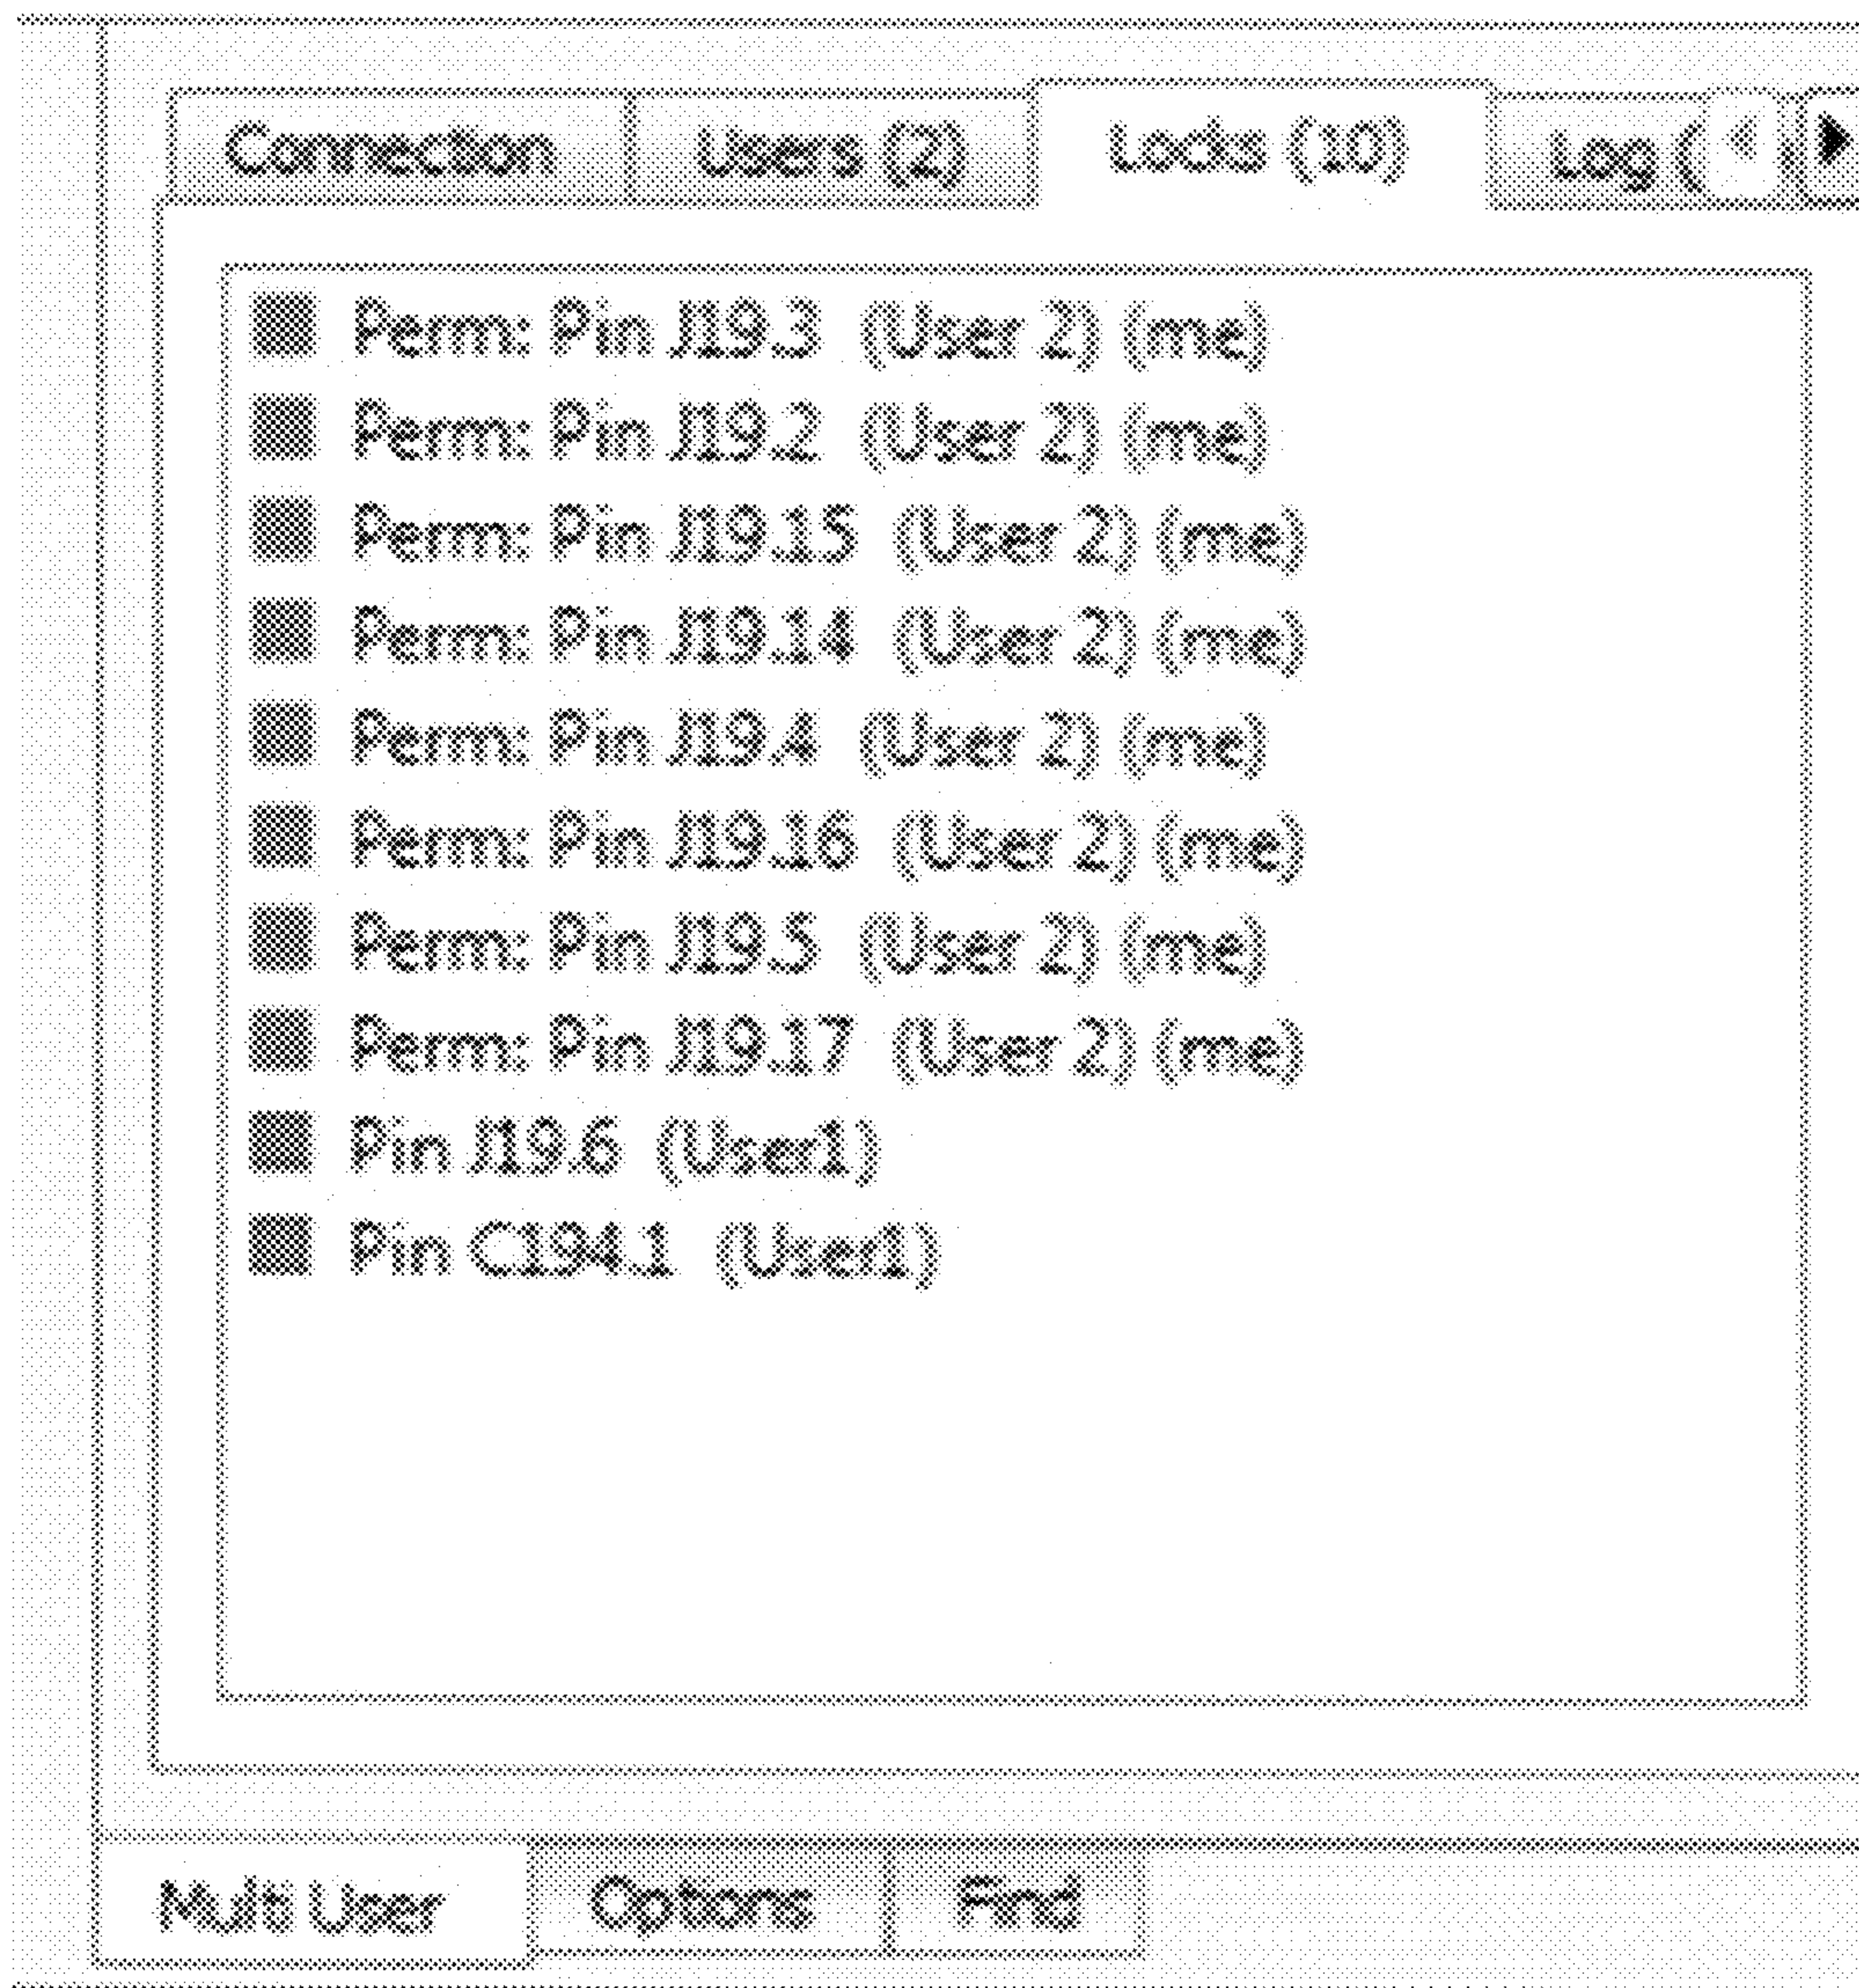 Connection Users (2) Locks (10) Log (
Perm: Pin J19.3 (User 2) (me)
Perm: Pin J19.2 (User 2) (me)
Perm: Pin J19.15 (User 2) (me)
Perm: Pin J19.14 (User 2) (me)
Perm: Pin J19.4 (User 2) (me)
Perm: Pin J19.16 (User 2) (me)
Perm: Pin J19.5 (User 2) (me)
Perm: Pin J19.17 (User 2) (me)
Pin J19.6 (User1)
Pin C194.1 (User1)
Multi User Options Find